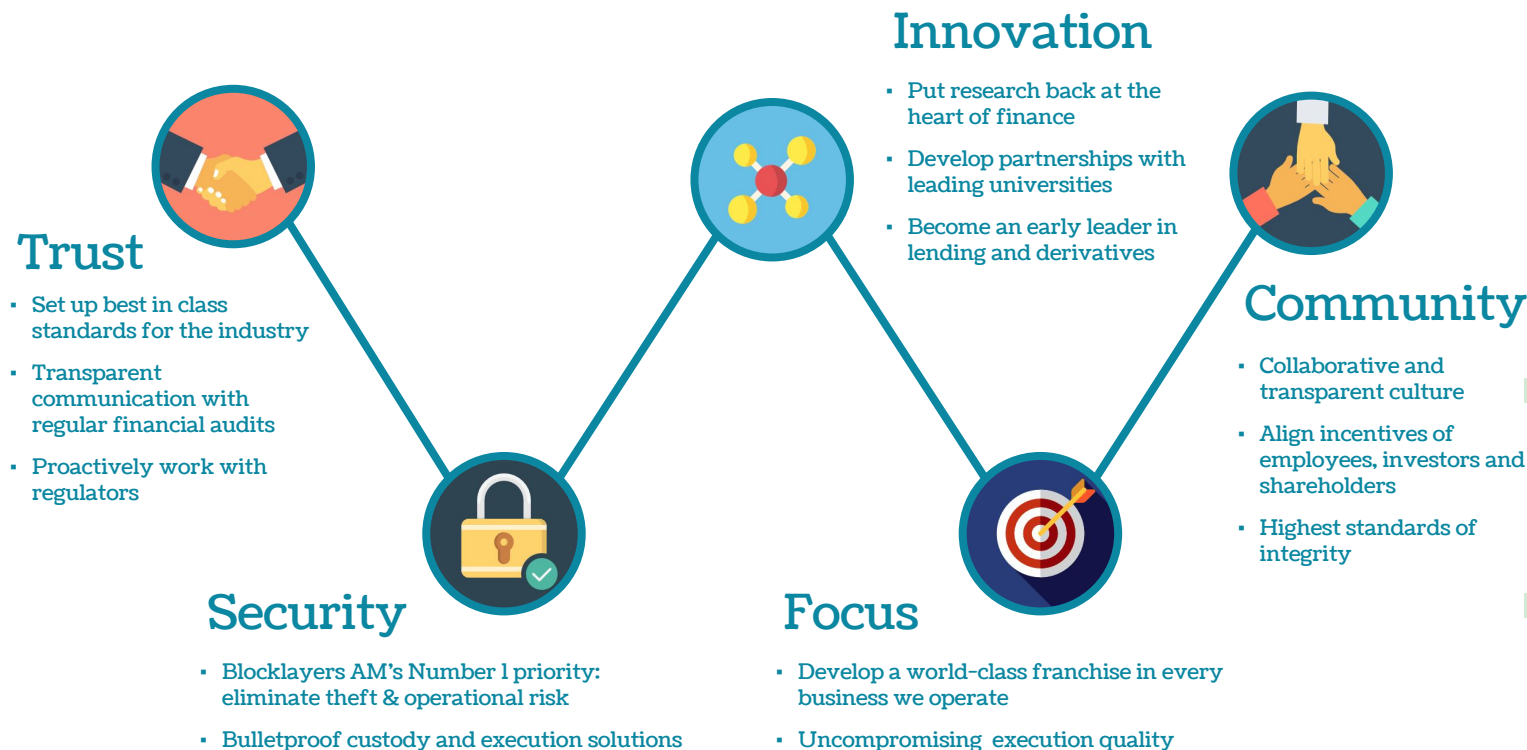 Innovation
▪ Put research back at the
heart of finance
▪ Develop partnerships with
leading universities
▪ Become an early leader in
lending and derivatives
Trust
▪ Set up best in class
standards for the industry
▪ Transparent
communication with
regular financial audits
▪ Proactively work with
regulators
Community
▪ Collaborative and
transparent culture
▪ Align incentives of
employees, investors and
shareholders
▪ Highest standards of
integrity
Security
▪ Blocklayers AM's Number 1 priority:
eliminate theft & operational risk
▪ Bulletproof custody and execution solutions
Focus
▪ Develop a world-class franchise in every
business we operate
▪ Uncompromising execution quality